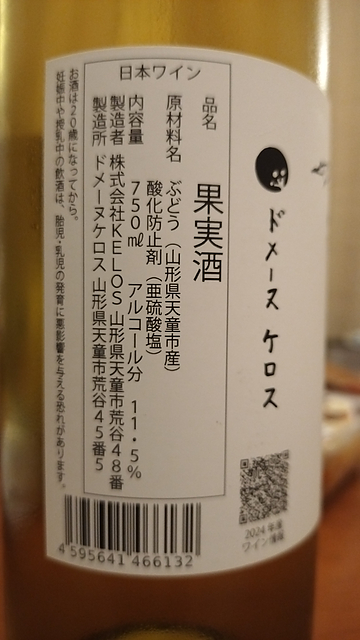 ドメーヌ ケロス
2024年産
ワイン情報
日本ワイン
品名 果実酒
原材料名 ぶどう（山形県天童市産）
酸化防止剤（亜硫酸塩）
内容量 750㎖ アルコール分 11・5％
製造者 株式会社KELOS 山形県天童市荒谷48番
製造所 ドメーヌケロス 山形県天童市荒谷45番5
お酒は20歳になってから。
妊娠中や授乳中の飲酒は、胎児・乳児の発育に悪影響を与える恐れがあります。
4 595641 466132